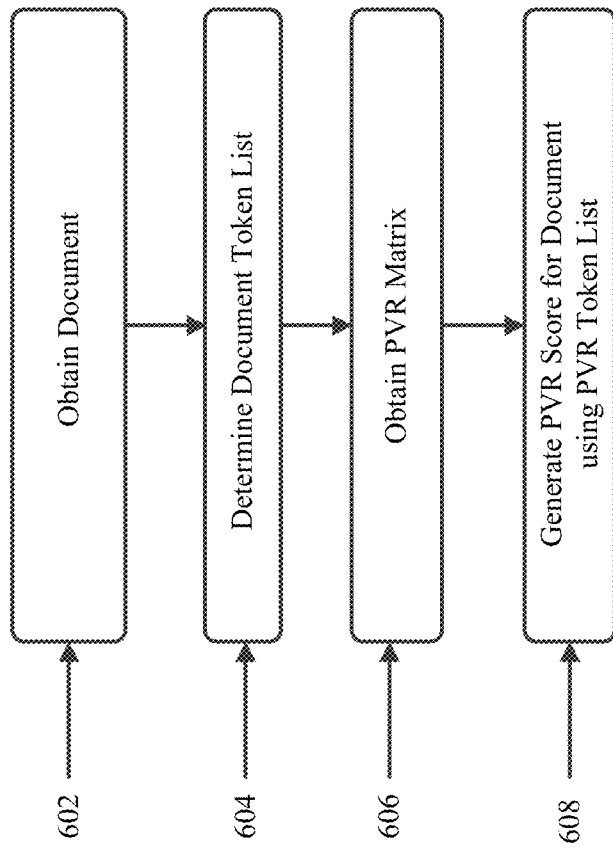 602
Obtain Document
604
Determine Document Token List
606
Obtain PVR Matrix
608
Generate PVR Score for Document
using PVR Token List